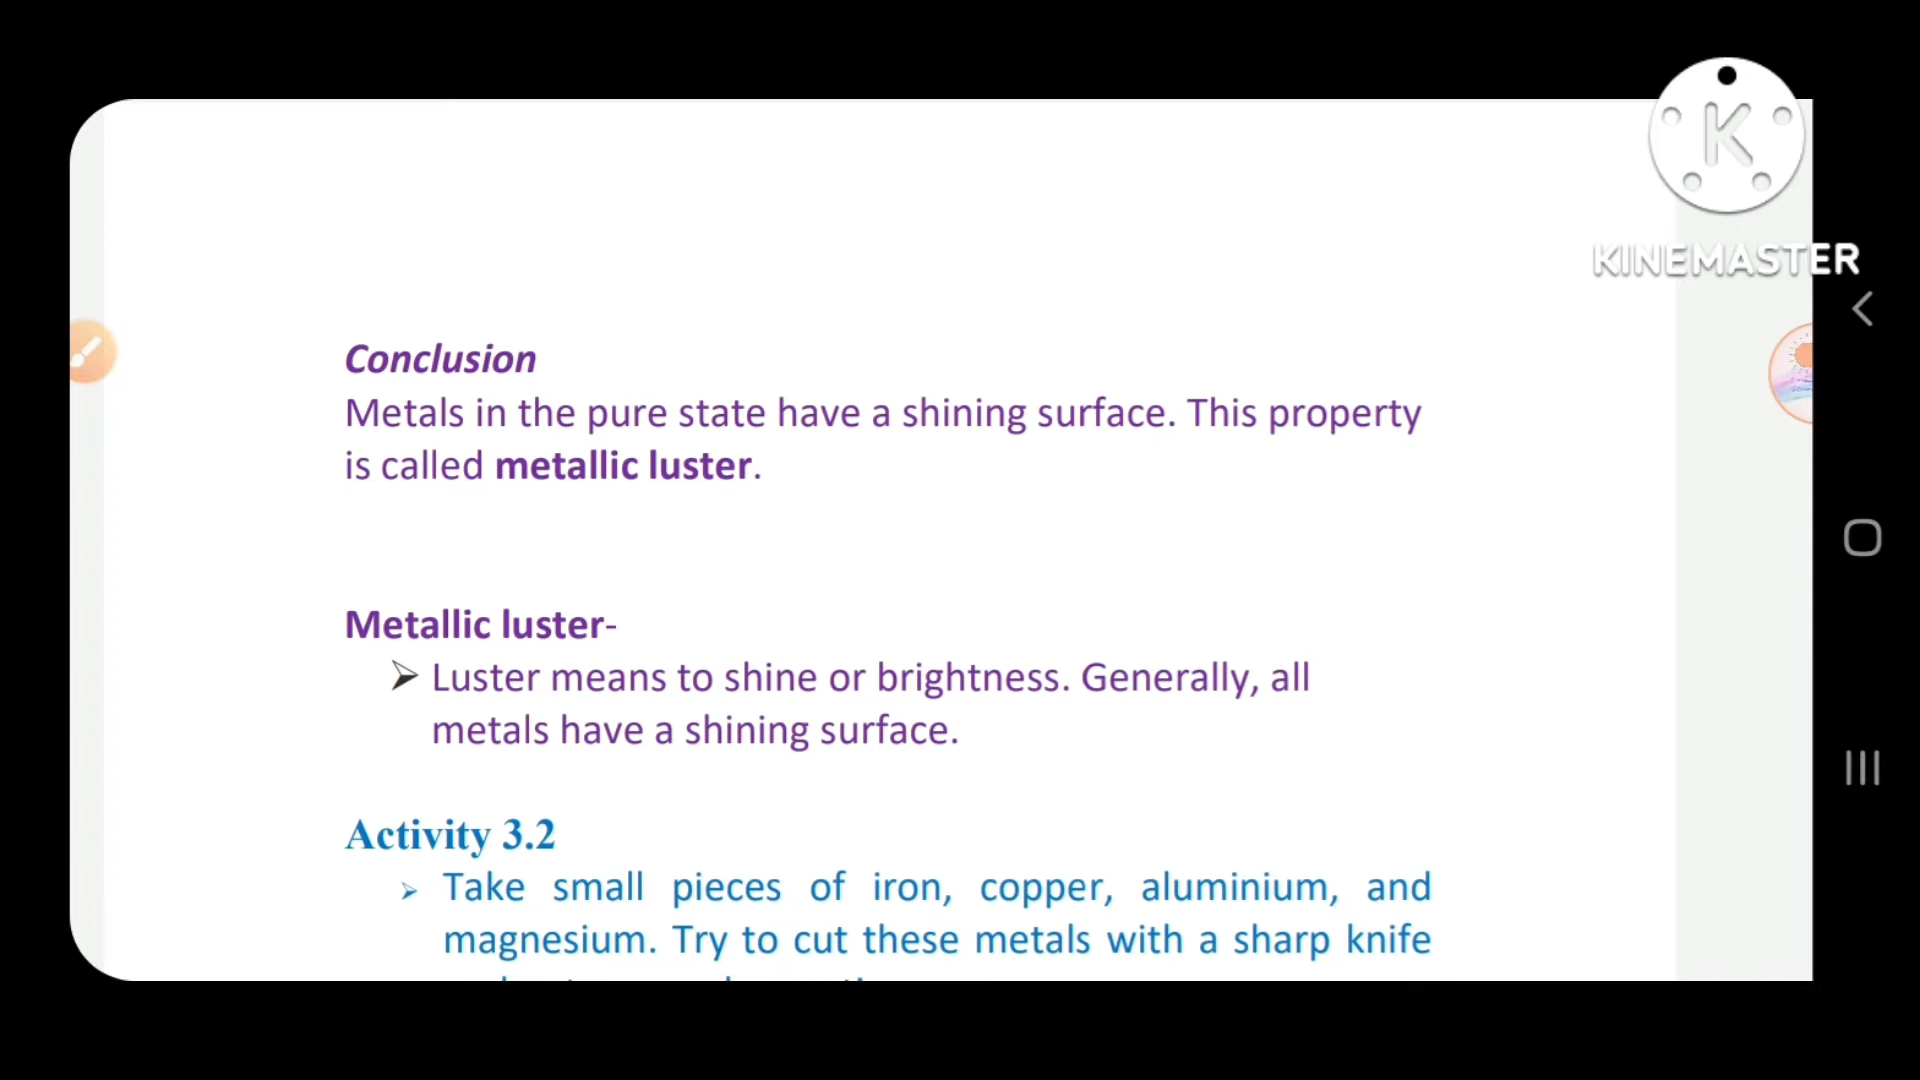 K
KINEMASTER
Conclusion
Metals in the pure state have a shining surface. This property
is called metallic luster.
Metallic luster-
➢ Luster means to shine or brightness. Generally, all
metals have a shining surface.
Activity 3.2
➢ Take small pieces of iron, copper, aluminium, and
magnesium. Try to cut these metals with a sharp knife